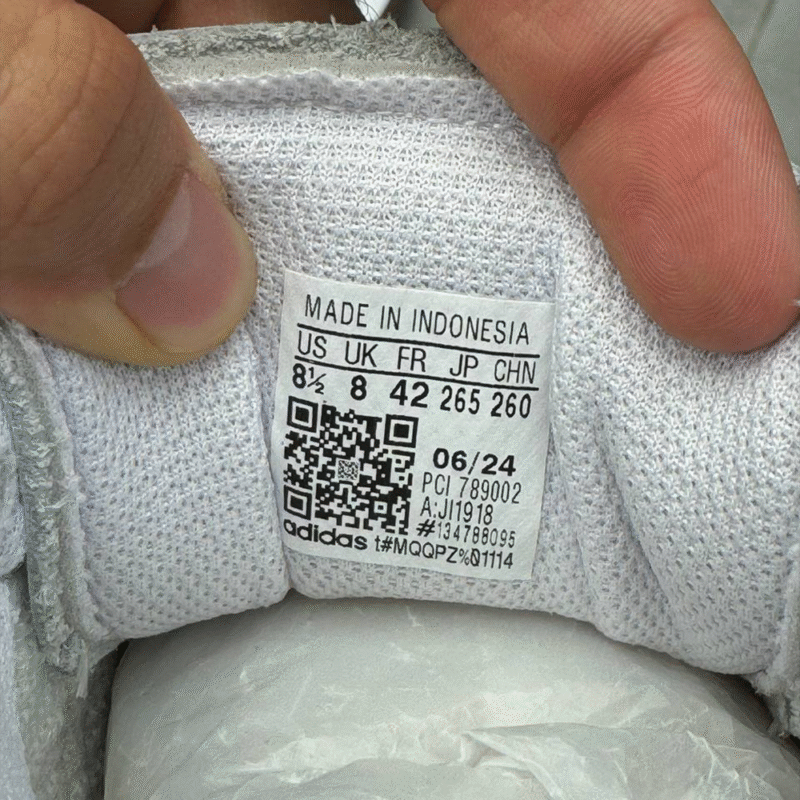 MADE IN INDONESIA
US UK FR JP CHN
8½ 8 42 265 260
06/24
PCI 789002
A:JI1918
#134788095
adidas t#MQQPZ%01114